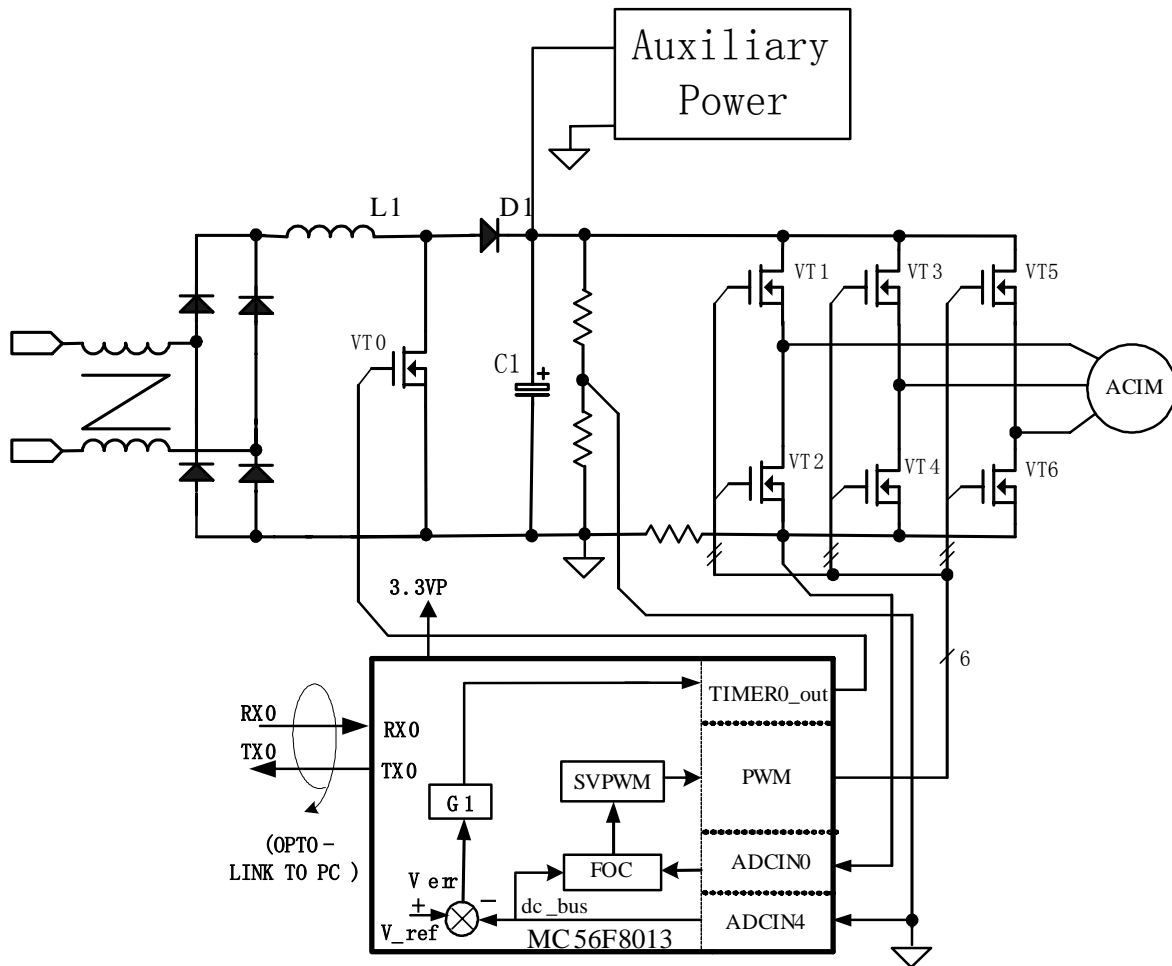 Auxiliary
Power
L1
D1
VT1
VT3
VT5
VT0
C1
+
ACIM
VT2
VT4
VT6
3.3VP
6
RX0
RX0
TX0
TX0
TIMER0_out
SVPWM
PWM
G1
(OPTO-
LINK TO PC )
FOC
ADCIN0
V err
+
−
dc_bus
V_ref
ADCIN4
MC56F8013